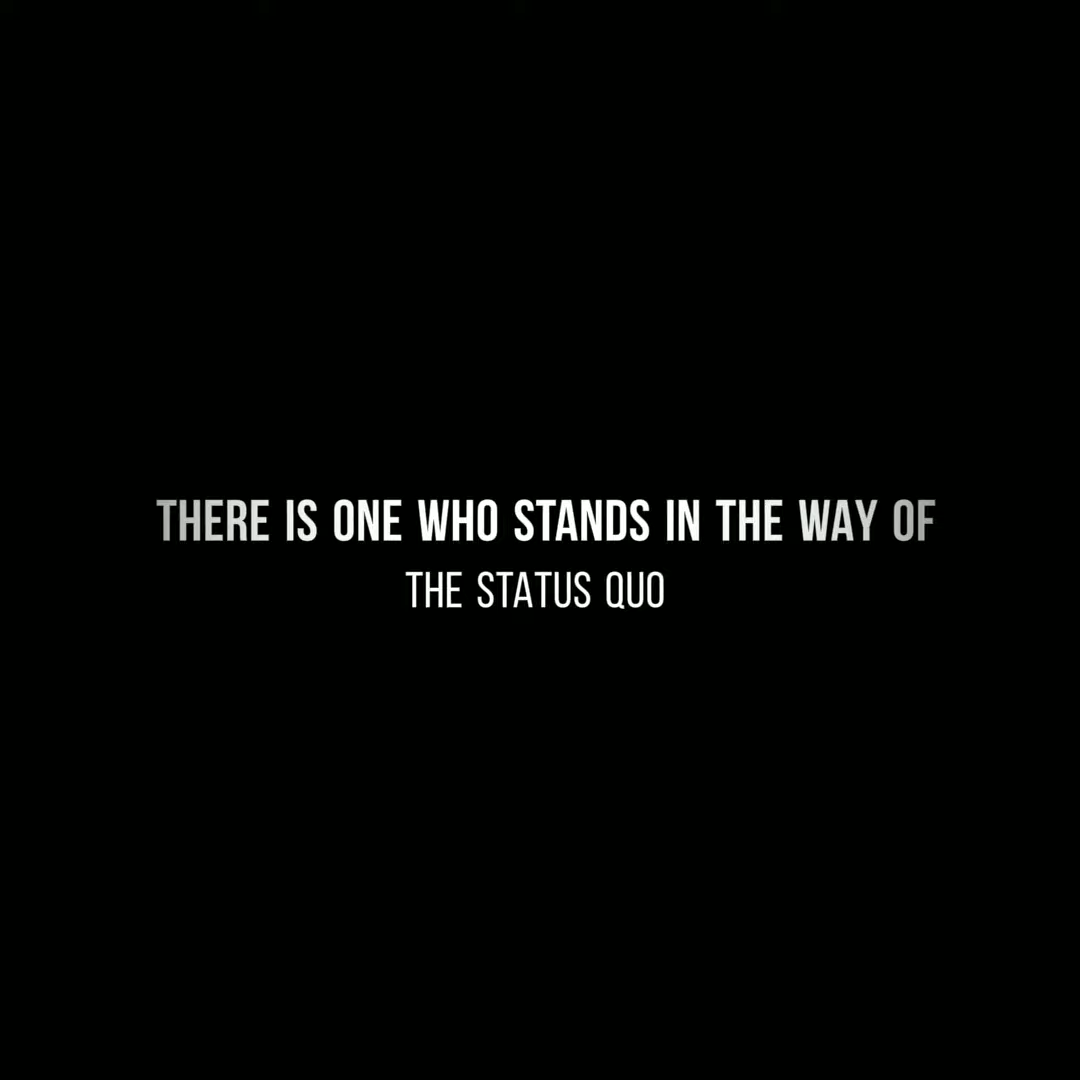 THERE IS ONE WHO STANDS IN THE WAY OF
THE STATUS QUO